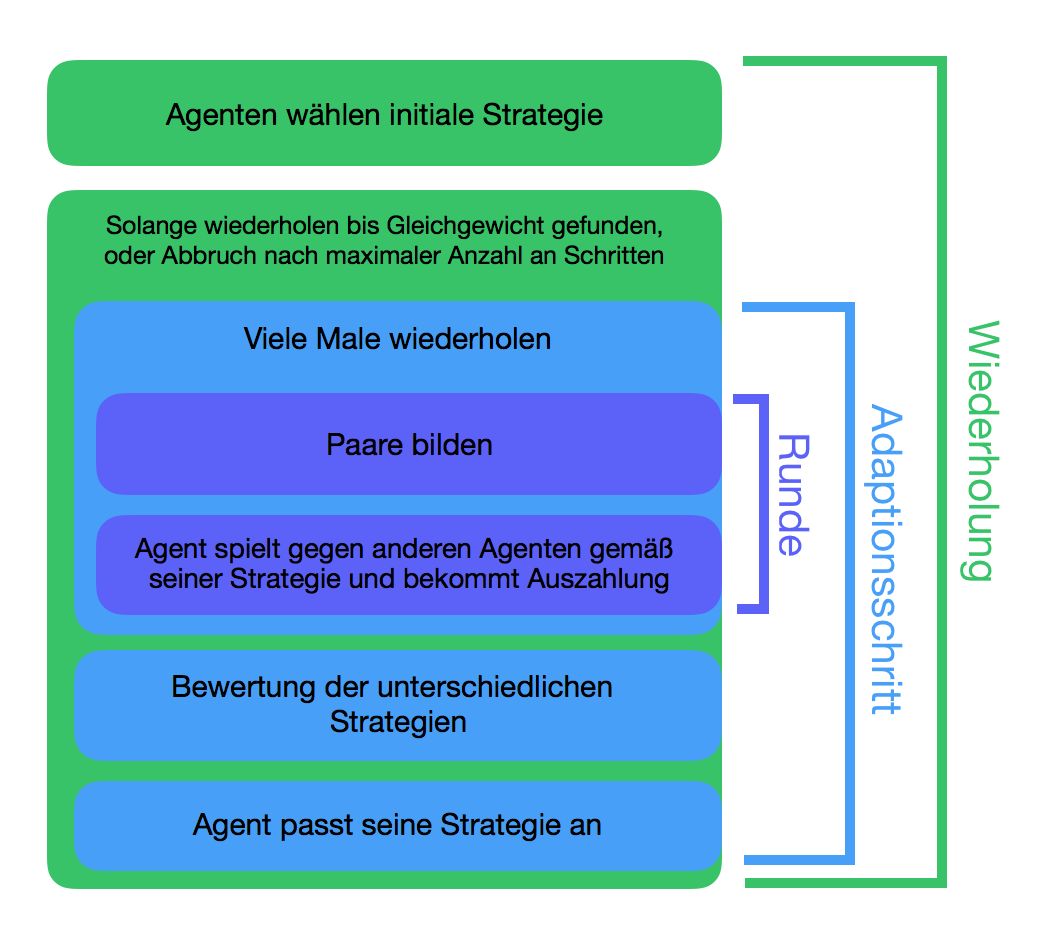 Agenten wählen initiale Strategie
Solange wiederholen bis Gleichgewicht gefunden,
oder Abbruch nach maximaler Anzahl an Schritten
Viele Male wiederholen
Paare bilden
Agent spielt gegen anderen Agenten gemäß
seiner Strategie und bekommt Auszahlung
Bewertung der unterschiedlichen
Strategien
Agent passt seine Strategie an
Runde
Adaptionsschritt
Wiederholung